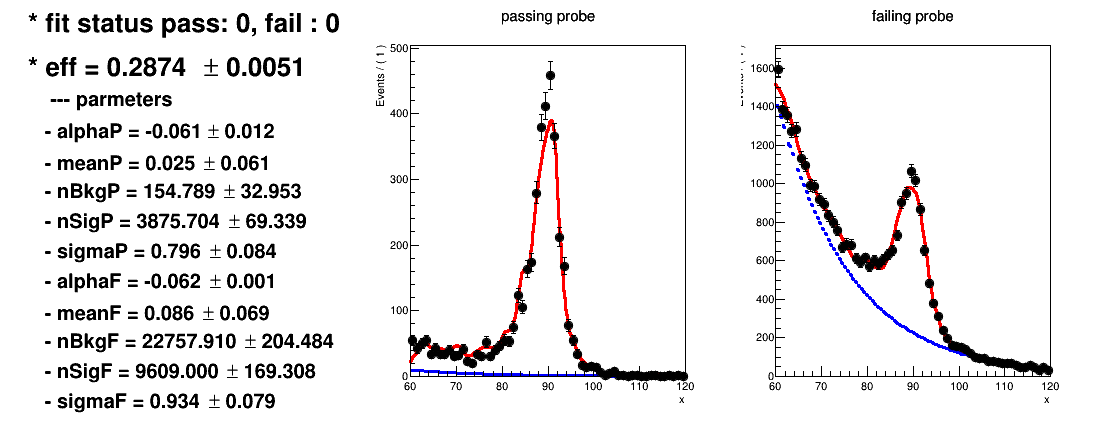 * fit status pass: 0, fail : 0
* eff = 0.2874 ± 0.0051
--- parmeters
- alphaP = -0.061 ± 0.012
- meanP = 0.025 ± 0.061
- nBkgP = 154.789 ± 32.953
- nSigP = 3875.704 ± 69.339
- sigmaP = 0.796 ± 0.084
- alphaF = -0.062 ± 0.001
- meanF = 0.086 ± 0.069
- nBkgF = 22757.910 ± 204.484
- nSigF = 9609.000 ± 169.308
- sigmaF = 0.934 ± 0.079
passing probe
Events / ( 1 )
500
400
300
200
100
0
60 70 80 90 100 110 120
x
failing probe
1600
1400
1200
1000
800
600
400
200
0
60 70 80 90 100 110 120
x